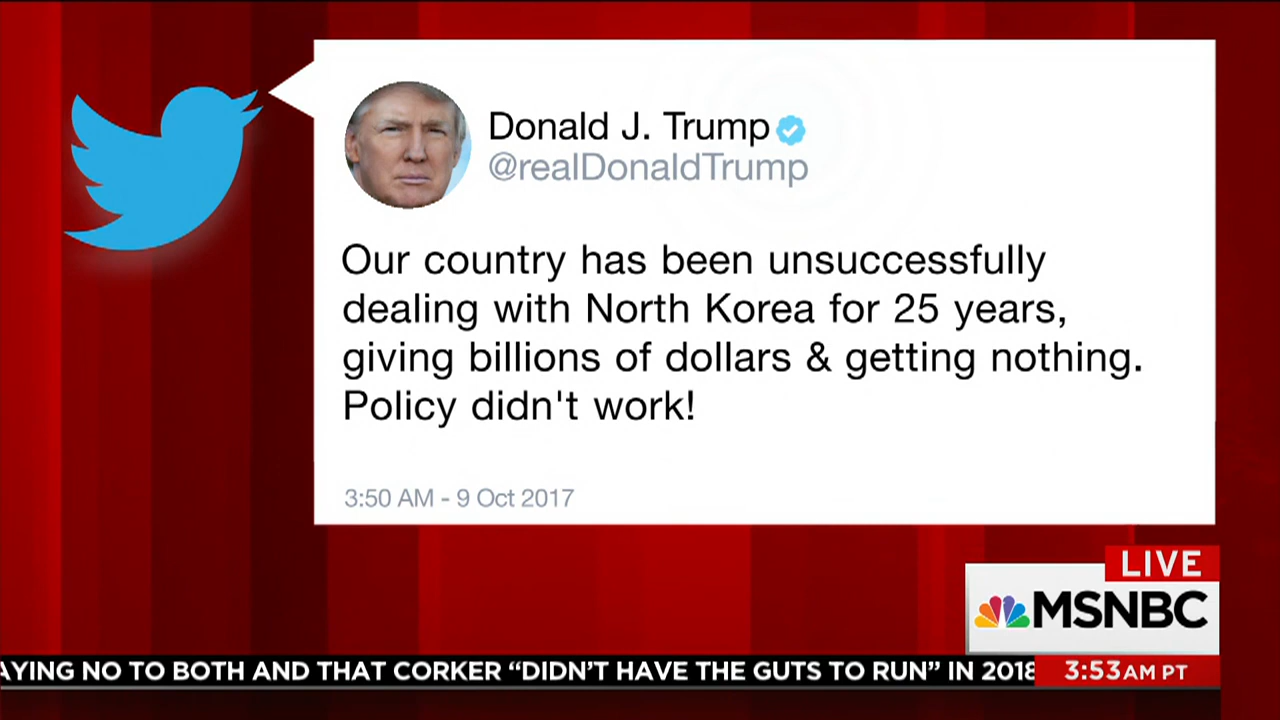 Donald J. Trump
@realDonaldTrump
Our country has been unsuccessfully
dealing with North Korea for 25 years,
giving billions of dollars & getting nothing.
Policy didn't work!
3:50 AM - 9 Oct 2017
LIVE
MSNBC
AYING NO TO BOTH AND THAT CORKER “DIDN’T HAVE THE GUTS TO RUN” IN 2018
3:53AM PT